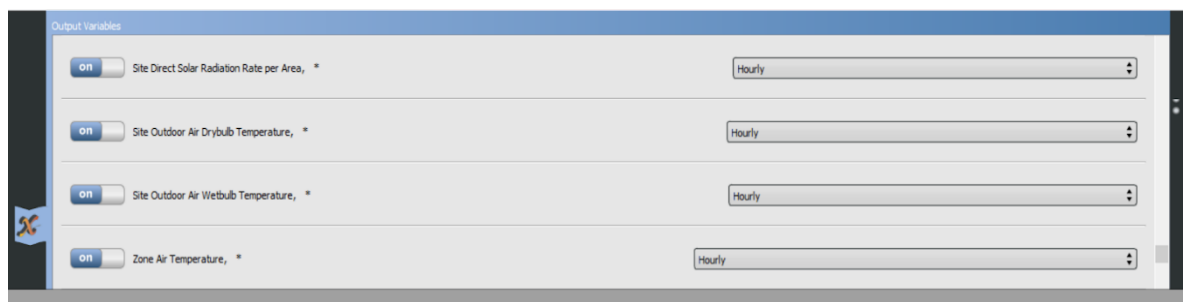 Output Variables
on Site Direct Solar Radiation Rate per Area, * Hourly
on Site Outdoor Air Drybulb Temperature, * Hourly
on Site Outdoor Air Wetbulb Temperature, * Hourly
on Zone Air Temperature, * Hourly